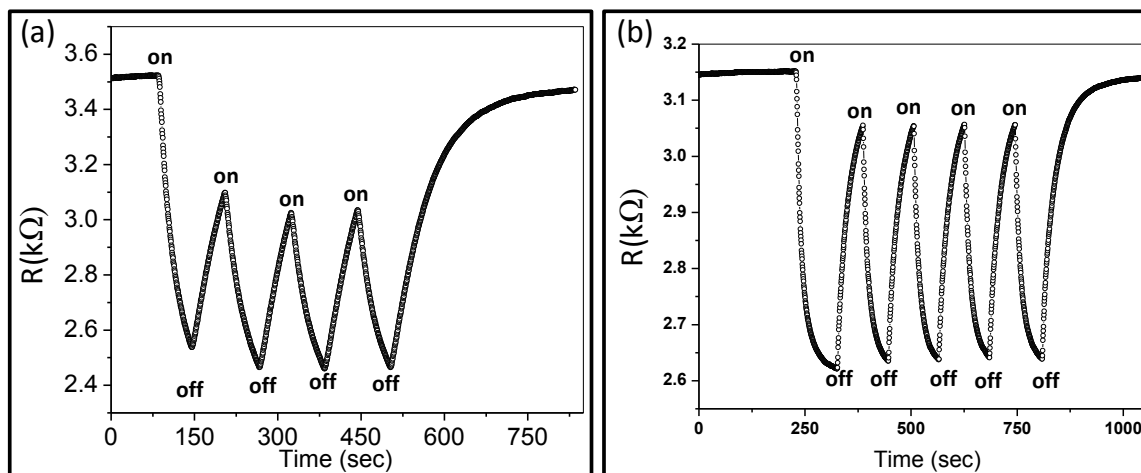 (a)
R(kΩ)
3.6
3.4
3.2
3.0
2.8
2.6
2.4
on
on
on
on
off
off
off
off
0
150
300
450
600
750
Time (sec)
(b)
R(kΩ)
3.2
3.15
3.0
2.95
2.9
2.8
2.7
2.6
on
on
on
on
on
off
off
off
off
off
0
250
500
750
1000
Time (sec)